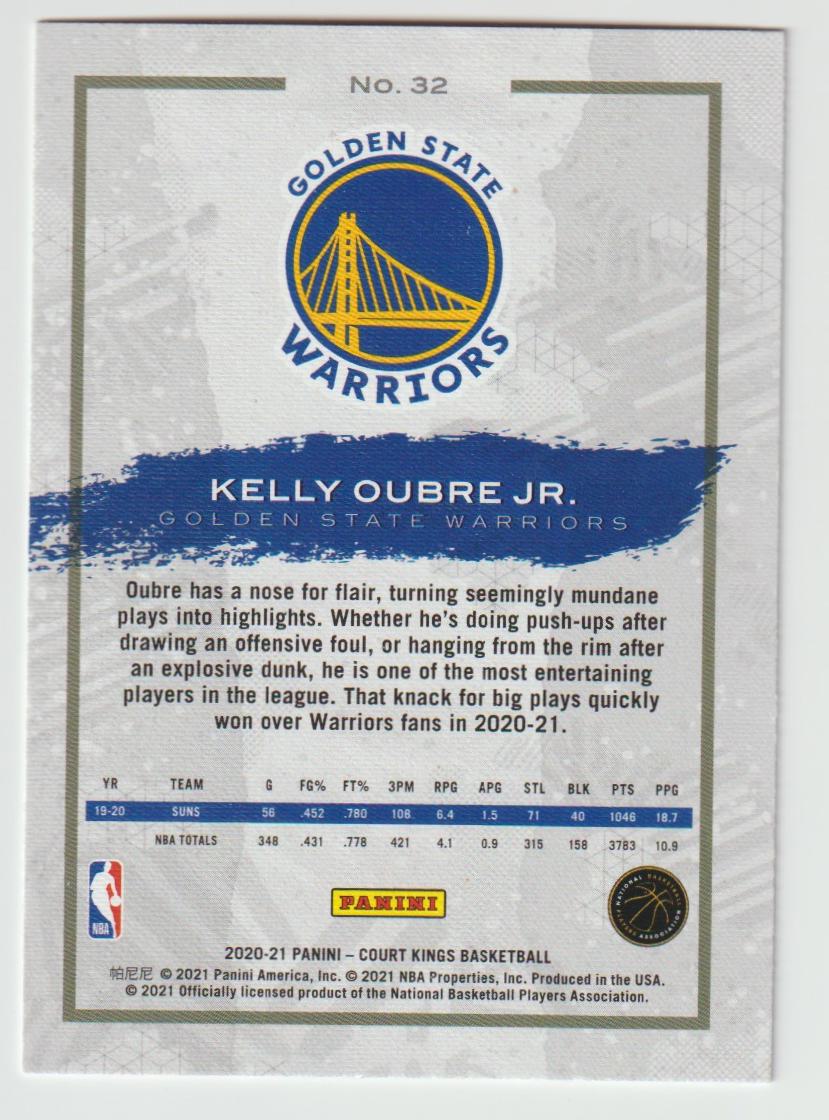 No. 32
GOLDEN STATE
WARRIORS
KELLY OUBRE JR.
GOLDEN STATE WARRIORS
Oubre has a nose for flair, turning seemingly mundane
plays into highlights. Whether he's doing push-ups after
drawing an offensive foul, or hanging from the rim after
an explosive dunk, he is one of the most entertaining
players in the league. That knack for big plays quickly
won over Warriors fans in 2020-21.
YR TEAM G FG% FT% 3PM RPG APG STL BLK PTS PPG
19-20 SUNS 56 .452 .780 108 6.4 1.5 71 40 1046 18.7
NBA TOTALS 348 .431 .778 421 4.1 0.9 315 158 3783 10.9
NBA
PANINI
NATIONAL BASKETBALL
PLAYERS ASSOCIATION
2020-21 PANINI – COURT KINGS BASKETBALL
帕尼尼 © 2021 Panini America, Inc. © 2021 NBA Properties, Inc. Produced in the USA.
© 2021 Officially licensed product of the National Basketball Players Association.